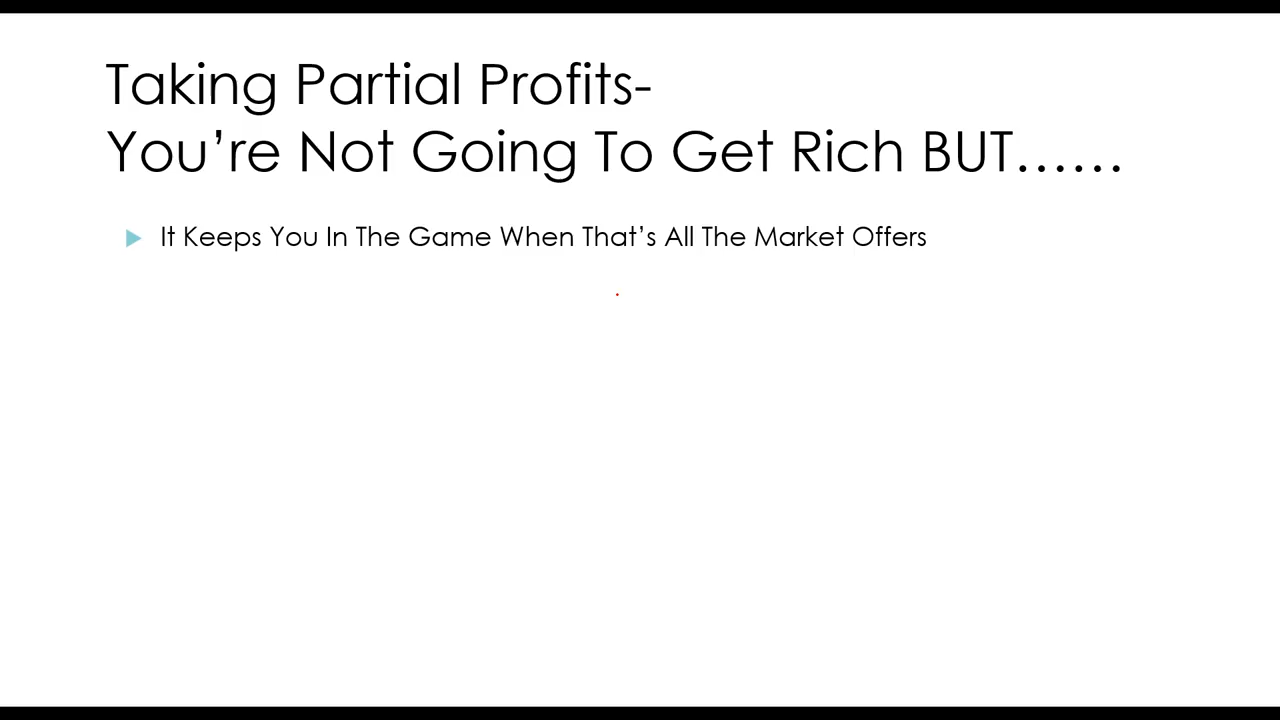 Taking Partial Profits-
You’re Not Going To Get Rich BUT……
It Keeps You In The Game When That’s All The Market Offers